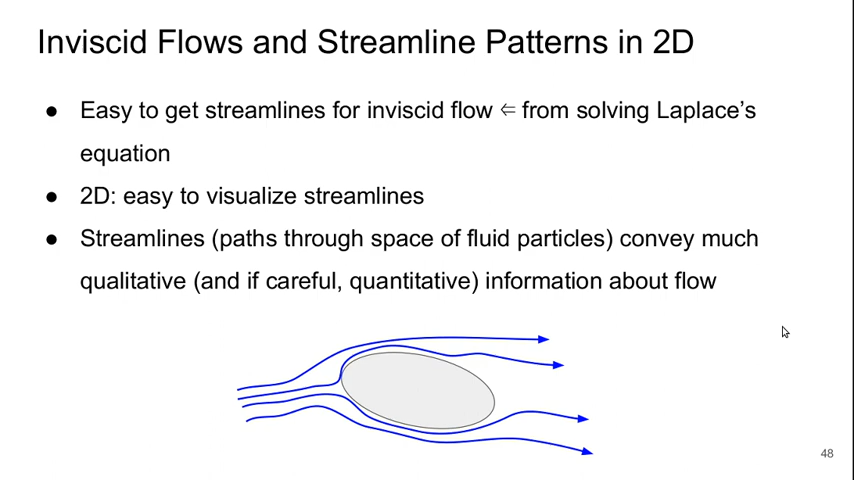 Inviscid Flows and Streamline Patterns in 2D
● Easy to get streamlines for inviscid flow ⇐ from solving Laplace’s
equation
● 2D: easy to visualize streamlines
● Streamlines (paths through space of fluid particles) convey much
qualitative (and if careful, quantitative) information about flow
48